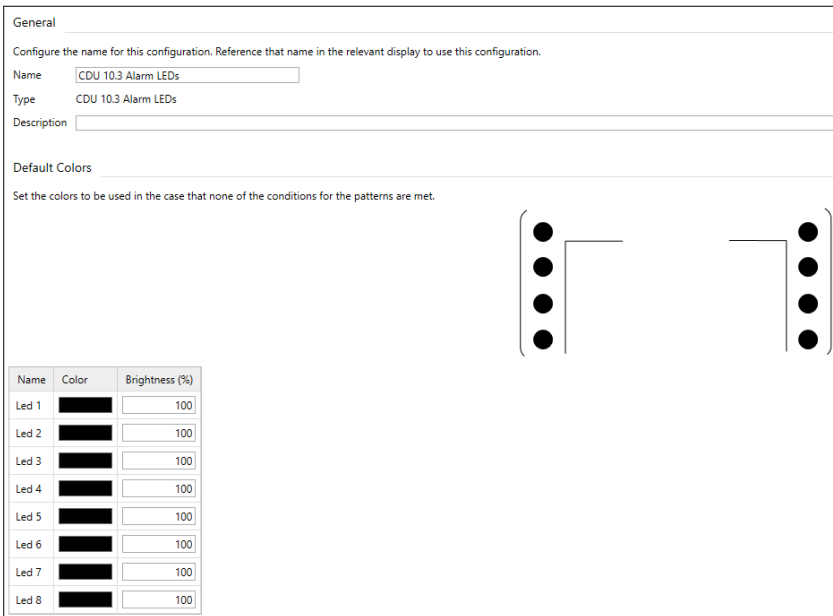 General
Configure the name for this configuration. Reference that name in the relevant display to use this configuration.
Name CDU 10.3 Alarm LEDs
Type CDU 10.3 Alarm LEDs
Description
Default Colors
Set the colors to be used in the case that none of the conditions for the patterns are met.
Name Color Brightness (%)
Led 1 100
Led 2 100
Led 3 100
Led 4 100
Led 5 100
Led 6 100
Led 7 100
Led 8 100